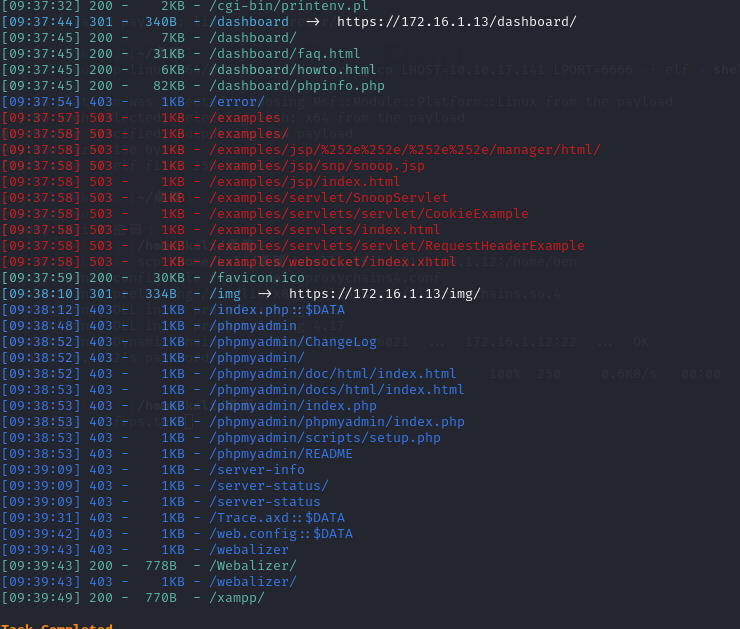 [09:37:32] 200 -    2KB - /cgi-bin/printenv.pl
[09:37:44] 301 -  340B  - /dashboard  ->  https://172.16.1.13/dashboard/
[09:37:45] 200 -    7KB - /dashboard/
[09:37:45] 200 -   31KB - /dashboard/faq.html
[09:37:45] 200 -    6KB - /dashboard/howto.html
[09:37:45] 200 -   82KB - /dashboard/phpinfo.php
[09:37:54] 403 -    1KB - /error/
[09:37:57] 503 -    1KB - /examples
[09:37:58] 503 -    1KB - /examples/
[09:37:58] 503 -    1KB - /examples/jsp/%252e%252e/%252e%252e/manager/html/
[09:37:58] 503 -    1KB - /examples/jsp/snp/snoop.jsp
[09:37:58] 503 -    1KB - /examples/jsp/index.html
[09:37:58] 503 -    1KB - /examples/servlet/SnoopServlet
[09:37:58] 503 -    1KB - /examples/servlets/servlet/CookieExample
[09:37:58] 503 -    1KB - /examples/servlets/index.html
[09:37:58] 503 -    1KB - /examples/servlets/servlet/RequestHeaderExample
[09:37:58] 503 -    1KB - /examples/websocket/index.xhtml
[09:37:59] 200 -   30KB - /favicon.ico
[09:38:10] 301 -  334B  - /img  ->  https://172.16.1.13/img/
[09:38:12] 403 -    1KB - /index.php::$DATA
[09:38:48] 403 -    1KB - /phpmyadmin
[09:38:52] 403 -    1KB - /phpmyadmin/ChangeLog
[09:38:52] 403 -    1KB - /phpmyadmin/
[09:38:52] 403 -    1KB - /phpmyadmin/doc/html/index.html
[09:38:53] 403 -    1KB - /phpmyadmin/docs/html/index.html
[09:38:53] 403 -    1KB - /phpmyadmin/index.php
[09:38:53] 403 -    1KB - /phpmyadmin/phpmyadmin/index.php
[09:38:53] 403 -    1KB - /phpmyadmin/scripts/setup.php
[09:38:53] 403 -    1KB - /phpmyadmin/README
[09:39:09] 403 -    1KB - /server-info
[09:39:09] 403 -    1KB - /server-status/
[09:39:09] 403 -    1KB - /server-status
[09:39:31] 403 -    1KB - /Trace.axd::$DATA
[09:39:42] 403 -    1KB - /web.config::$DATA
[09:39:43] 403 -    1KB - /webalizer
[09:39:43] 200 -  778B  - /Webalizer/
[09:39:43] 403 -    1KB - /webalizer/
[09:39:49] 200 -  770B  - /xampp/
Task Completed